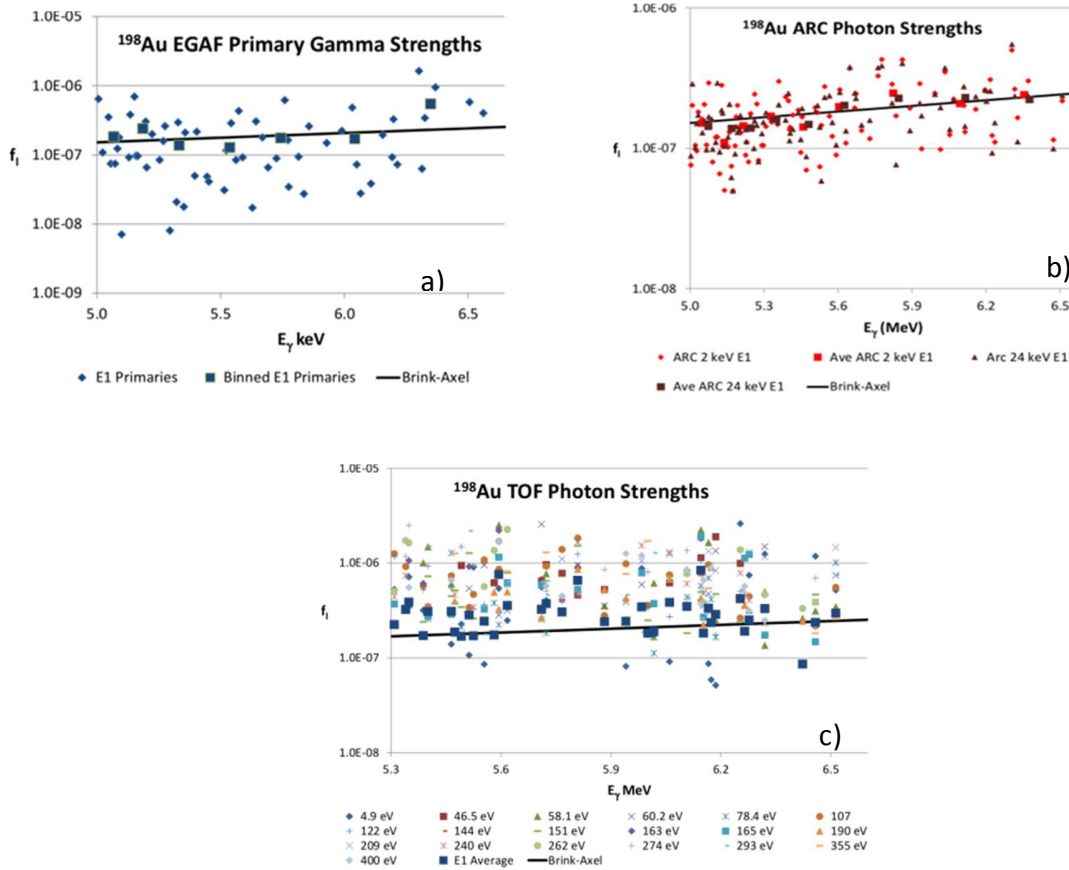 ¹⁹⁸Au EGAF Primary Gamma Strengths
1.0E-05
1.0E-06
1.0E-07
1.0E-08
1.0E-09
fI
5.0 5.5 6.0 6.5
Eγ keV
a)
E1 Primaries Binned E1 Primaries Brink-Axel
¹⁹⁸Au ARC Photon Strengths
1.0E-06
1.0E-07
1.0E-08
fI
5.0 5.3 5.6 5.9 6.2 6.5
Eγ (MeV)
b)
ARC 2 keV E1 Ave ARC 2 keV E1 Arc 24 keV E1
Ave ARC 24 keV E1 Brink-Axel
¹⁹⁸Au TOF Photon Strengths
1.0E-05
1.0E-06
1.0E-07
1.0E-08
fI
5.3 5.6 5.9 6.2 6.5
Eγ MeV
c)
4.9 eV 46.5 eV 58.1 eV 60.2 eV 78.4 eV 107
122 eV 144 eV 151 eV 163 eV 165 eV 190 eV
209 eV 240 eV 262 eV 274 eV 293 eV 355 eV
400 eV E1 Average Brink-Axel